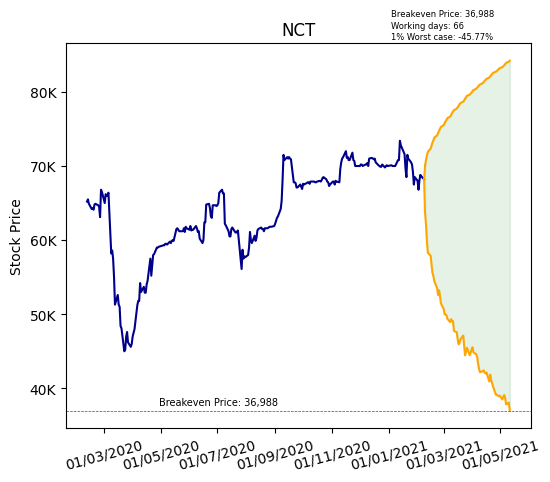 Breakeven Price: 36,988
Working days: 66
1% Worst case: -45.77%
NCT
Stock Price
80K
70K
60K
50K
40K
Breakeven Price: 36,988
01/03/2020
01/05/2020
01/07/2020
01/09/2020
01/11/2020
01/01/2021
01/03/2021
01/05/2021